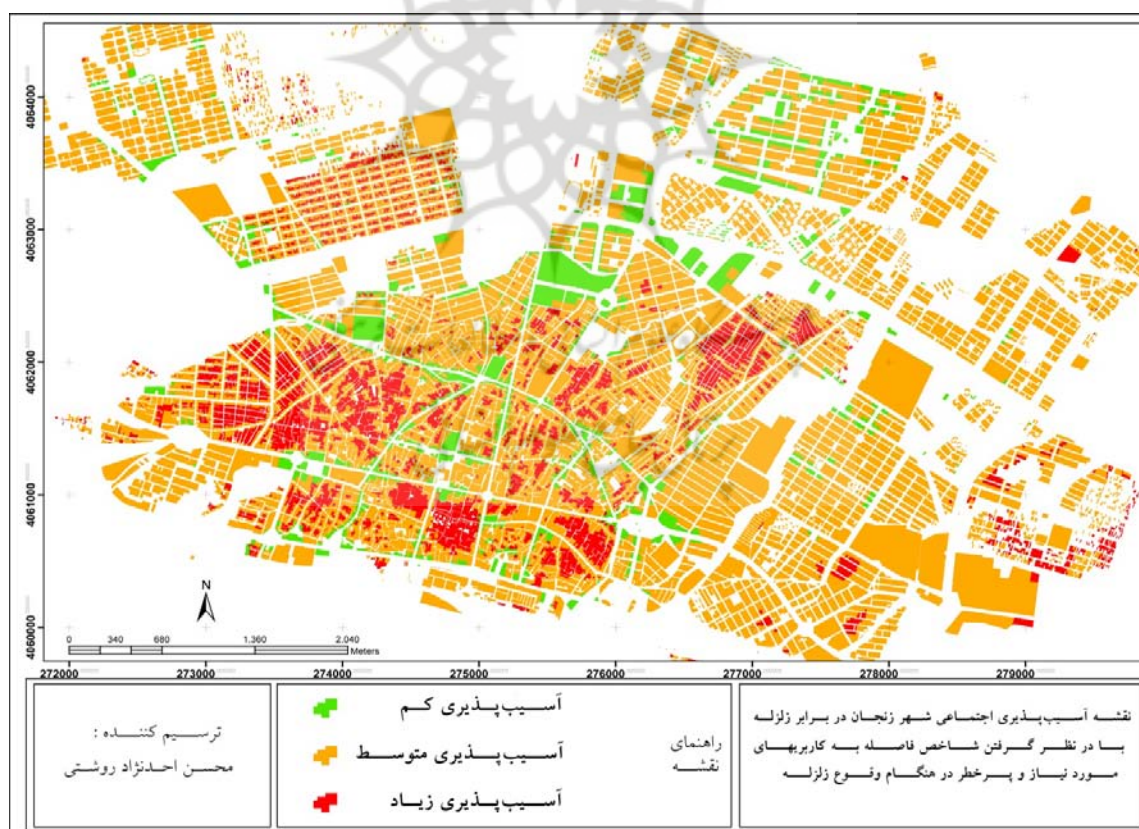 4064000
4063000
4062000
4061000
4060000
N
0 340 680 1,360 2,040
Meters
272000 273000 274000 275000 276000 277000 278000 279000
نقشه آسیب‌پذیری اجتماعی شهر زنجان در برابر زلزله
با در نظر گرفتن شاخص فاصله به کاربریهای
مورد نیاز و پرخطر در هنگام وقوع زلزله
راهنمای
نقشه
آسیب‌پذیری کم
آسیب‌پذیری متوسط
آسیب‌پذیری زیاد
ترسیم کننده :
محسن احدنژاد روشتی